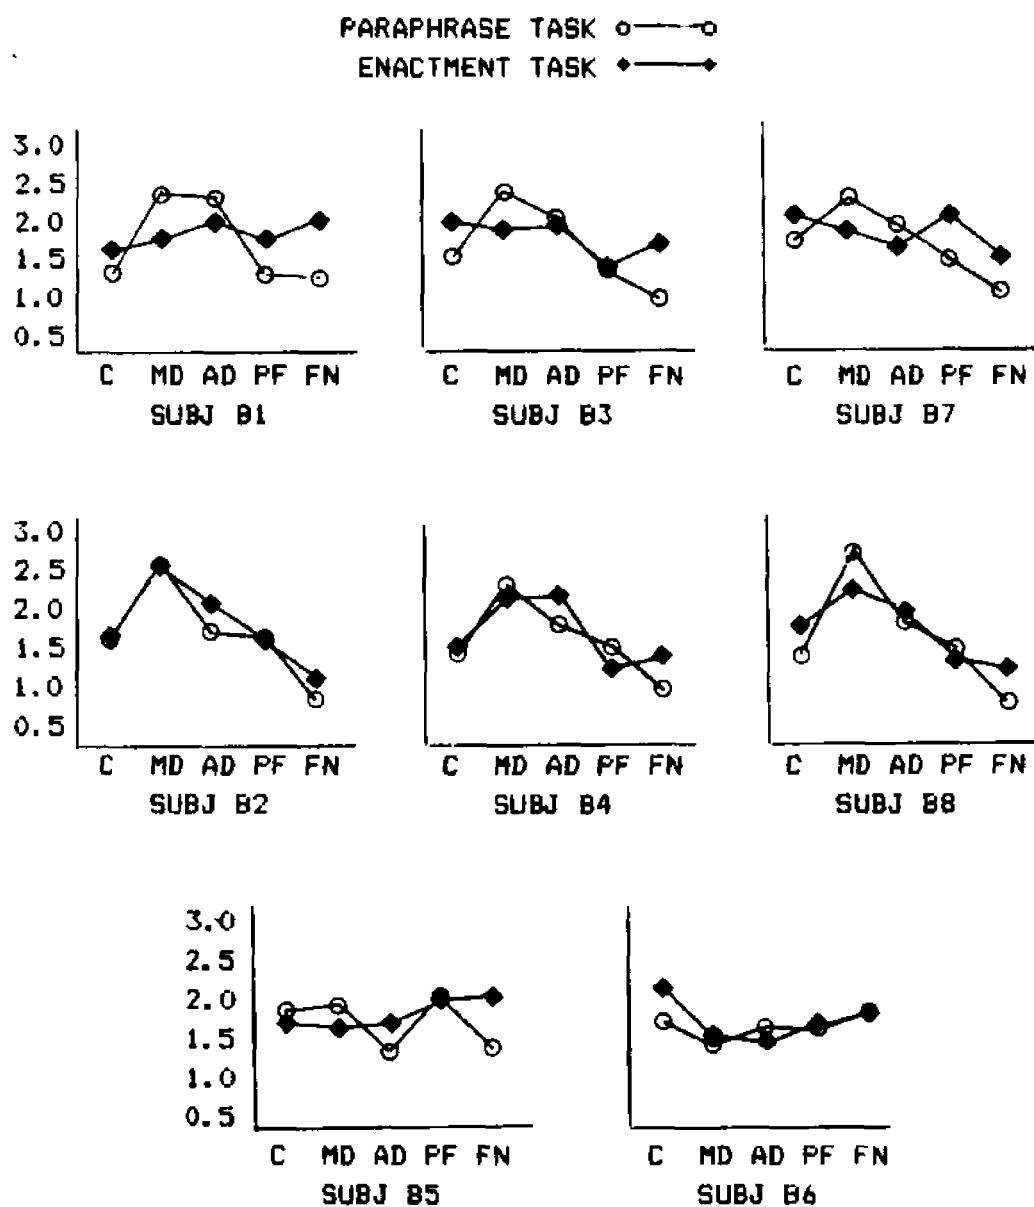 PARAPHRASE TASK
ENACTMENT TASK
3.0
2.5
2.0
1.5
1.0
0.5
C MD AD PF FN
SUBJ B1
C MD AD PF FN
SUBJ B3
C MD AD PF FN
SUBJ B7
3.0
2.5
2.0
1.5
1.0
0.5
C MD AD PF FN
SUBJ B2
C MD AD PF FN
SUBJ B4
C MD AD PF FN
SUBJ B8
3.0
2.5
2.0
1.5
1.0
0.5
C MD AD PF FN
SUBJ B5
C MD AD PF FN
SUBJ B6